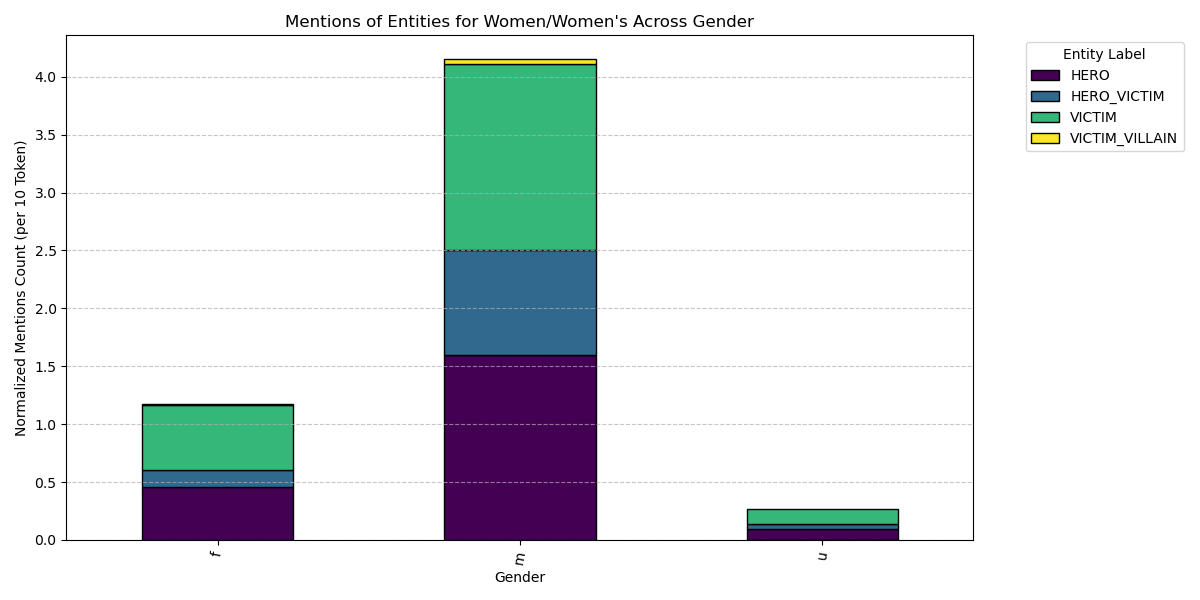 Mentions of Entities for Women/Women's Across Gender
Normalized Mentions Count (per 10 Token)
4.0
3.5
3.0
2.5
2.0
1.5
1.0
0.5
0.0
f
m
u
Gender
Entity Label
HERO
HERO_VICTIM
VICTIM
VICTIM_VILLAIN